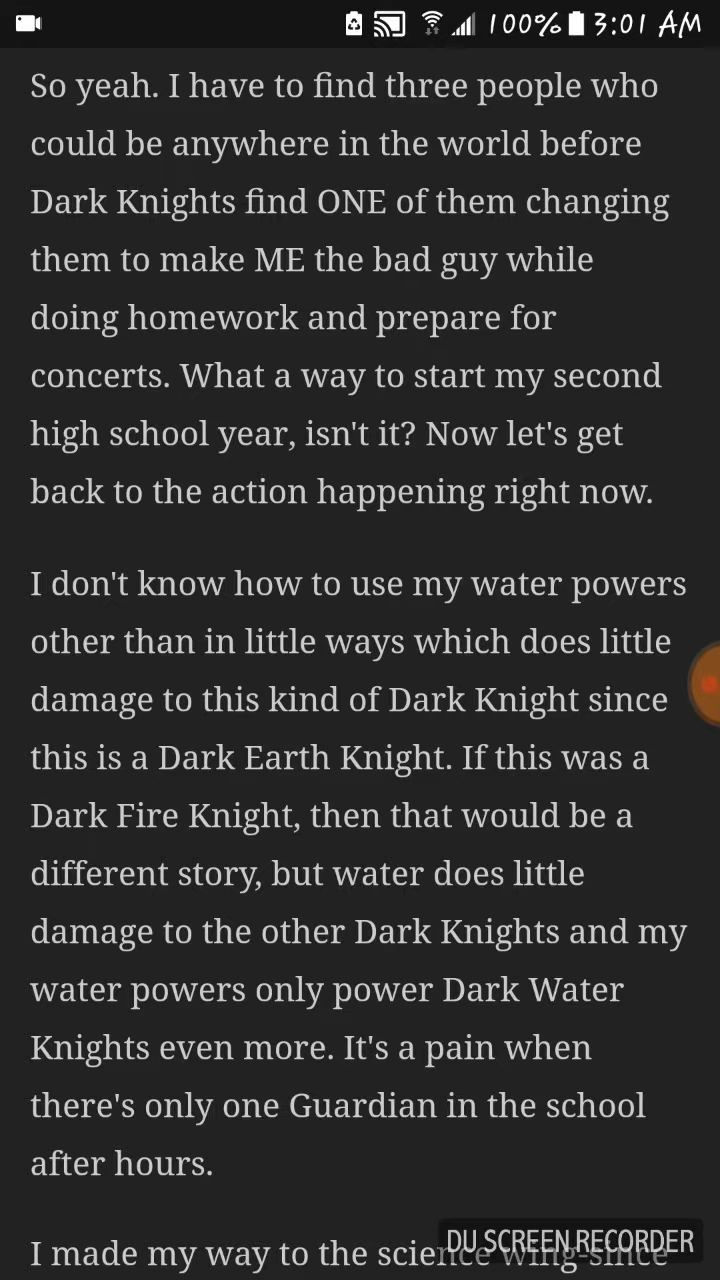 100% 3:01 AM
So yeah. I have to find three people who
could be anywhere in the world before
Dark Knights find ONE of them changing
them to make ME the bad guy while
doing homework and prepare for
concerts. What a way to start my second
high school year, isn't it? Now let's get
back to the action happening right now.
I don't know how to use my water powers
other than in little ways which does little
damage to this kind of Dark Knight since
this is a Dark Earth Knight. If this was a
Dark Fire Knight, then that would be a
different story, but water does little
damage to the other Dark Knights and my
water powers only power Dark Water
Knights even more. It's a pain when
there's only one Guardian in the school
after hours.
I made my way to the science wing-since
DU SCREEN RECORDER